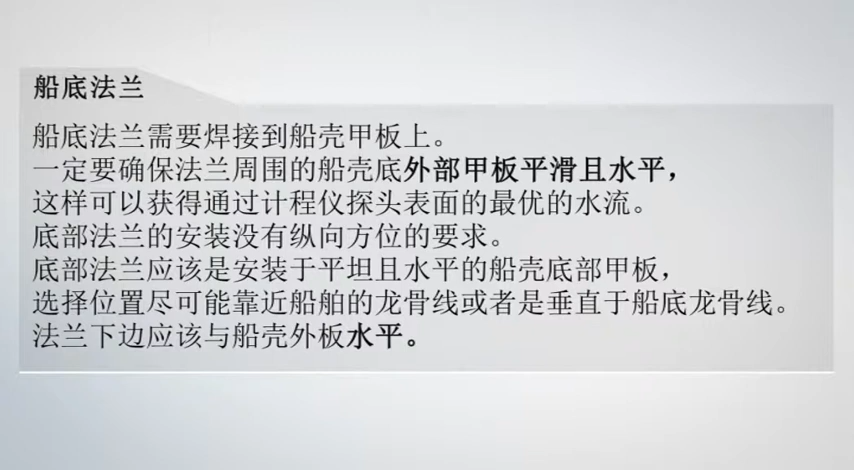 船底法兰
船底法兰需要焊接到船壳甲板上。
一定要确保法兰周围的船壳底外部甲板平滑且水平，
这样可以获得通过计程仪探头表面的最优的水流。
底部法兰的安装没有纵向方位的要求。
底部法兰应该是安装于平坦且水平的船壳底部甲板，
选择位置尽可能靠近船舶的龙骨线或者是垂直于船底龙骨线。
法兰下边应该与船壳外板水平。